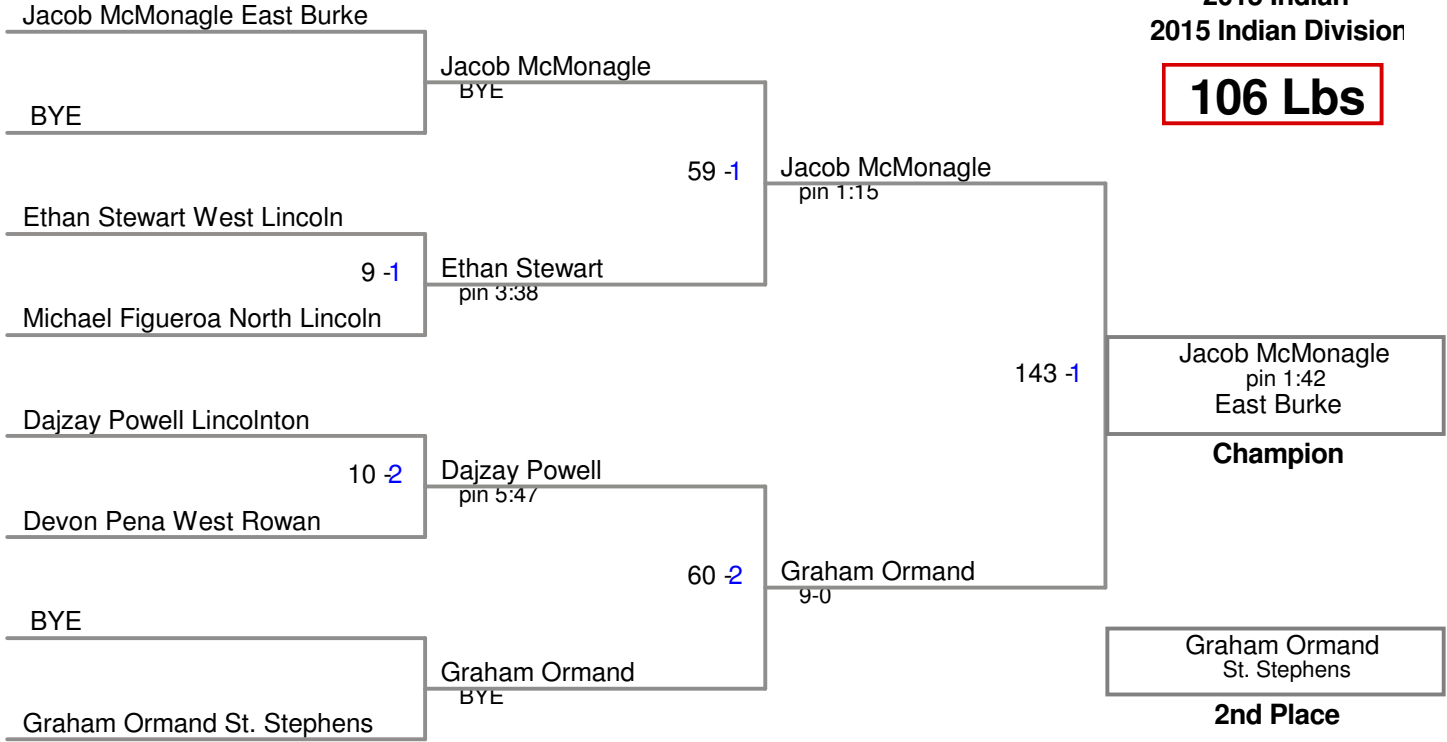 Jacob McMonagle East Burke
BYE
Ethan Stewart West Lincoln
9 -1
Michael Figueroa North Lincoln
Dajzay Powell Lincolnton
10 -2
Devon Pena West Rowan
BYE
Graham Ormand St. Stephens
Jacob McMonagle
BYE
59 -1
Ethan Stewart
pin 3:38
Dajzay Powell
pin 5:47
60 -2
Graham Ormand
BYE
Jacob McMonagle
pin 1:15
143 -1
Graham Ormand
9-0
2015 Indian
2015 Indian Division
106 Lbs
Jacob McMonagle
pin 1:42
East Burke
Champion
Graham Ormand
St. Stephens
2nd Place